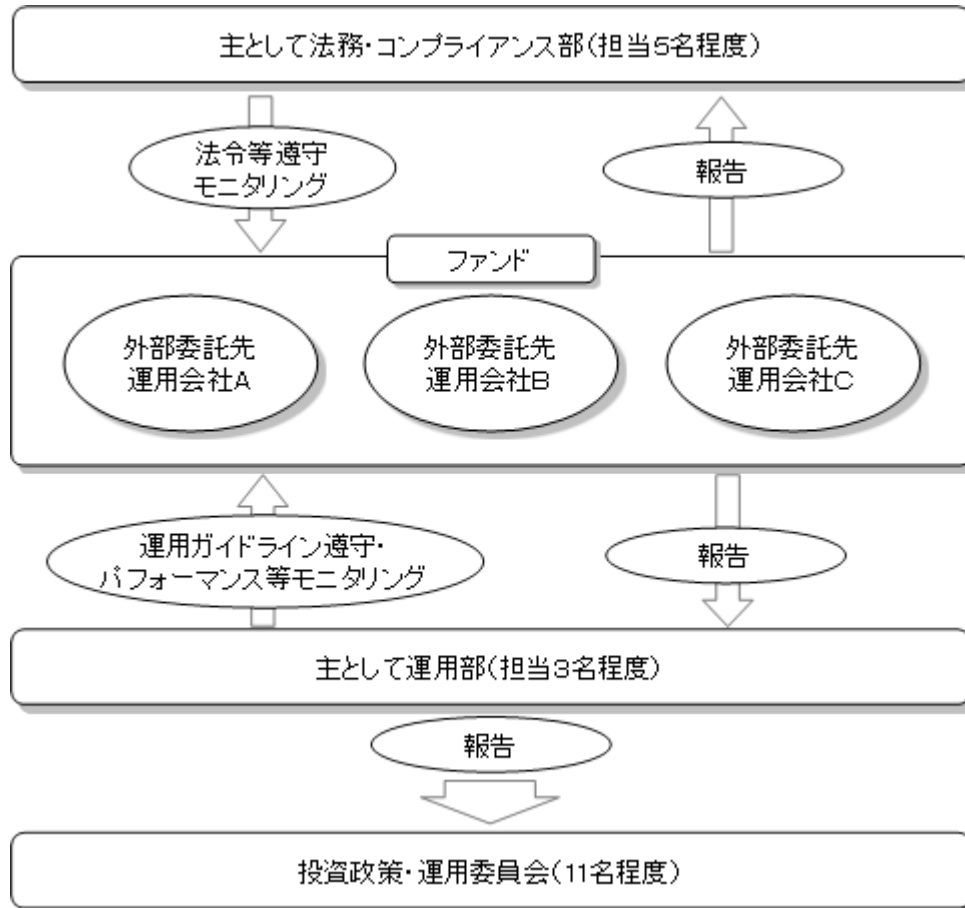 主として法務・コンプライアンス部(担当5名程度)
法令等遵守
モニタリング
報告
ファンド
外部委託先
運用会社A
外部委託先
運用会社B
外部委託先
運用会社C
運用ガイドライン遵守・
パフォーマンス等モニタリング
報告
主として運用部(担当3名程度)
報告
投資政策・運用委員会(11名程度)